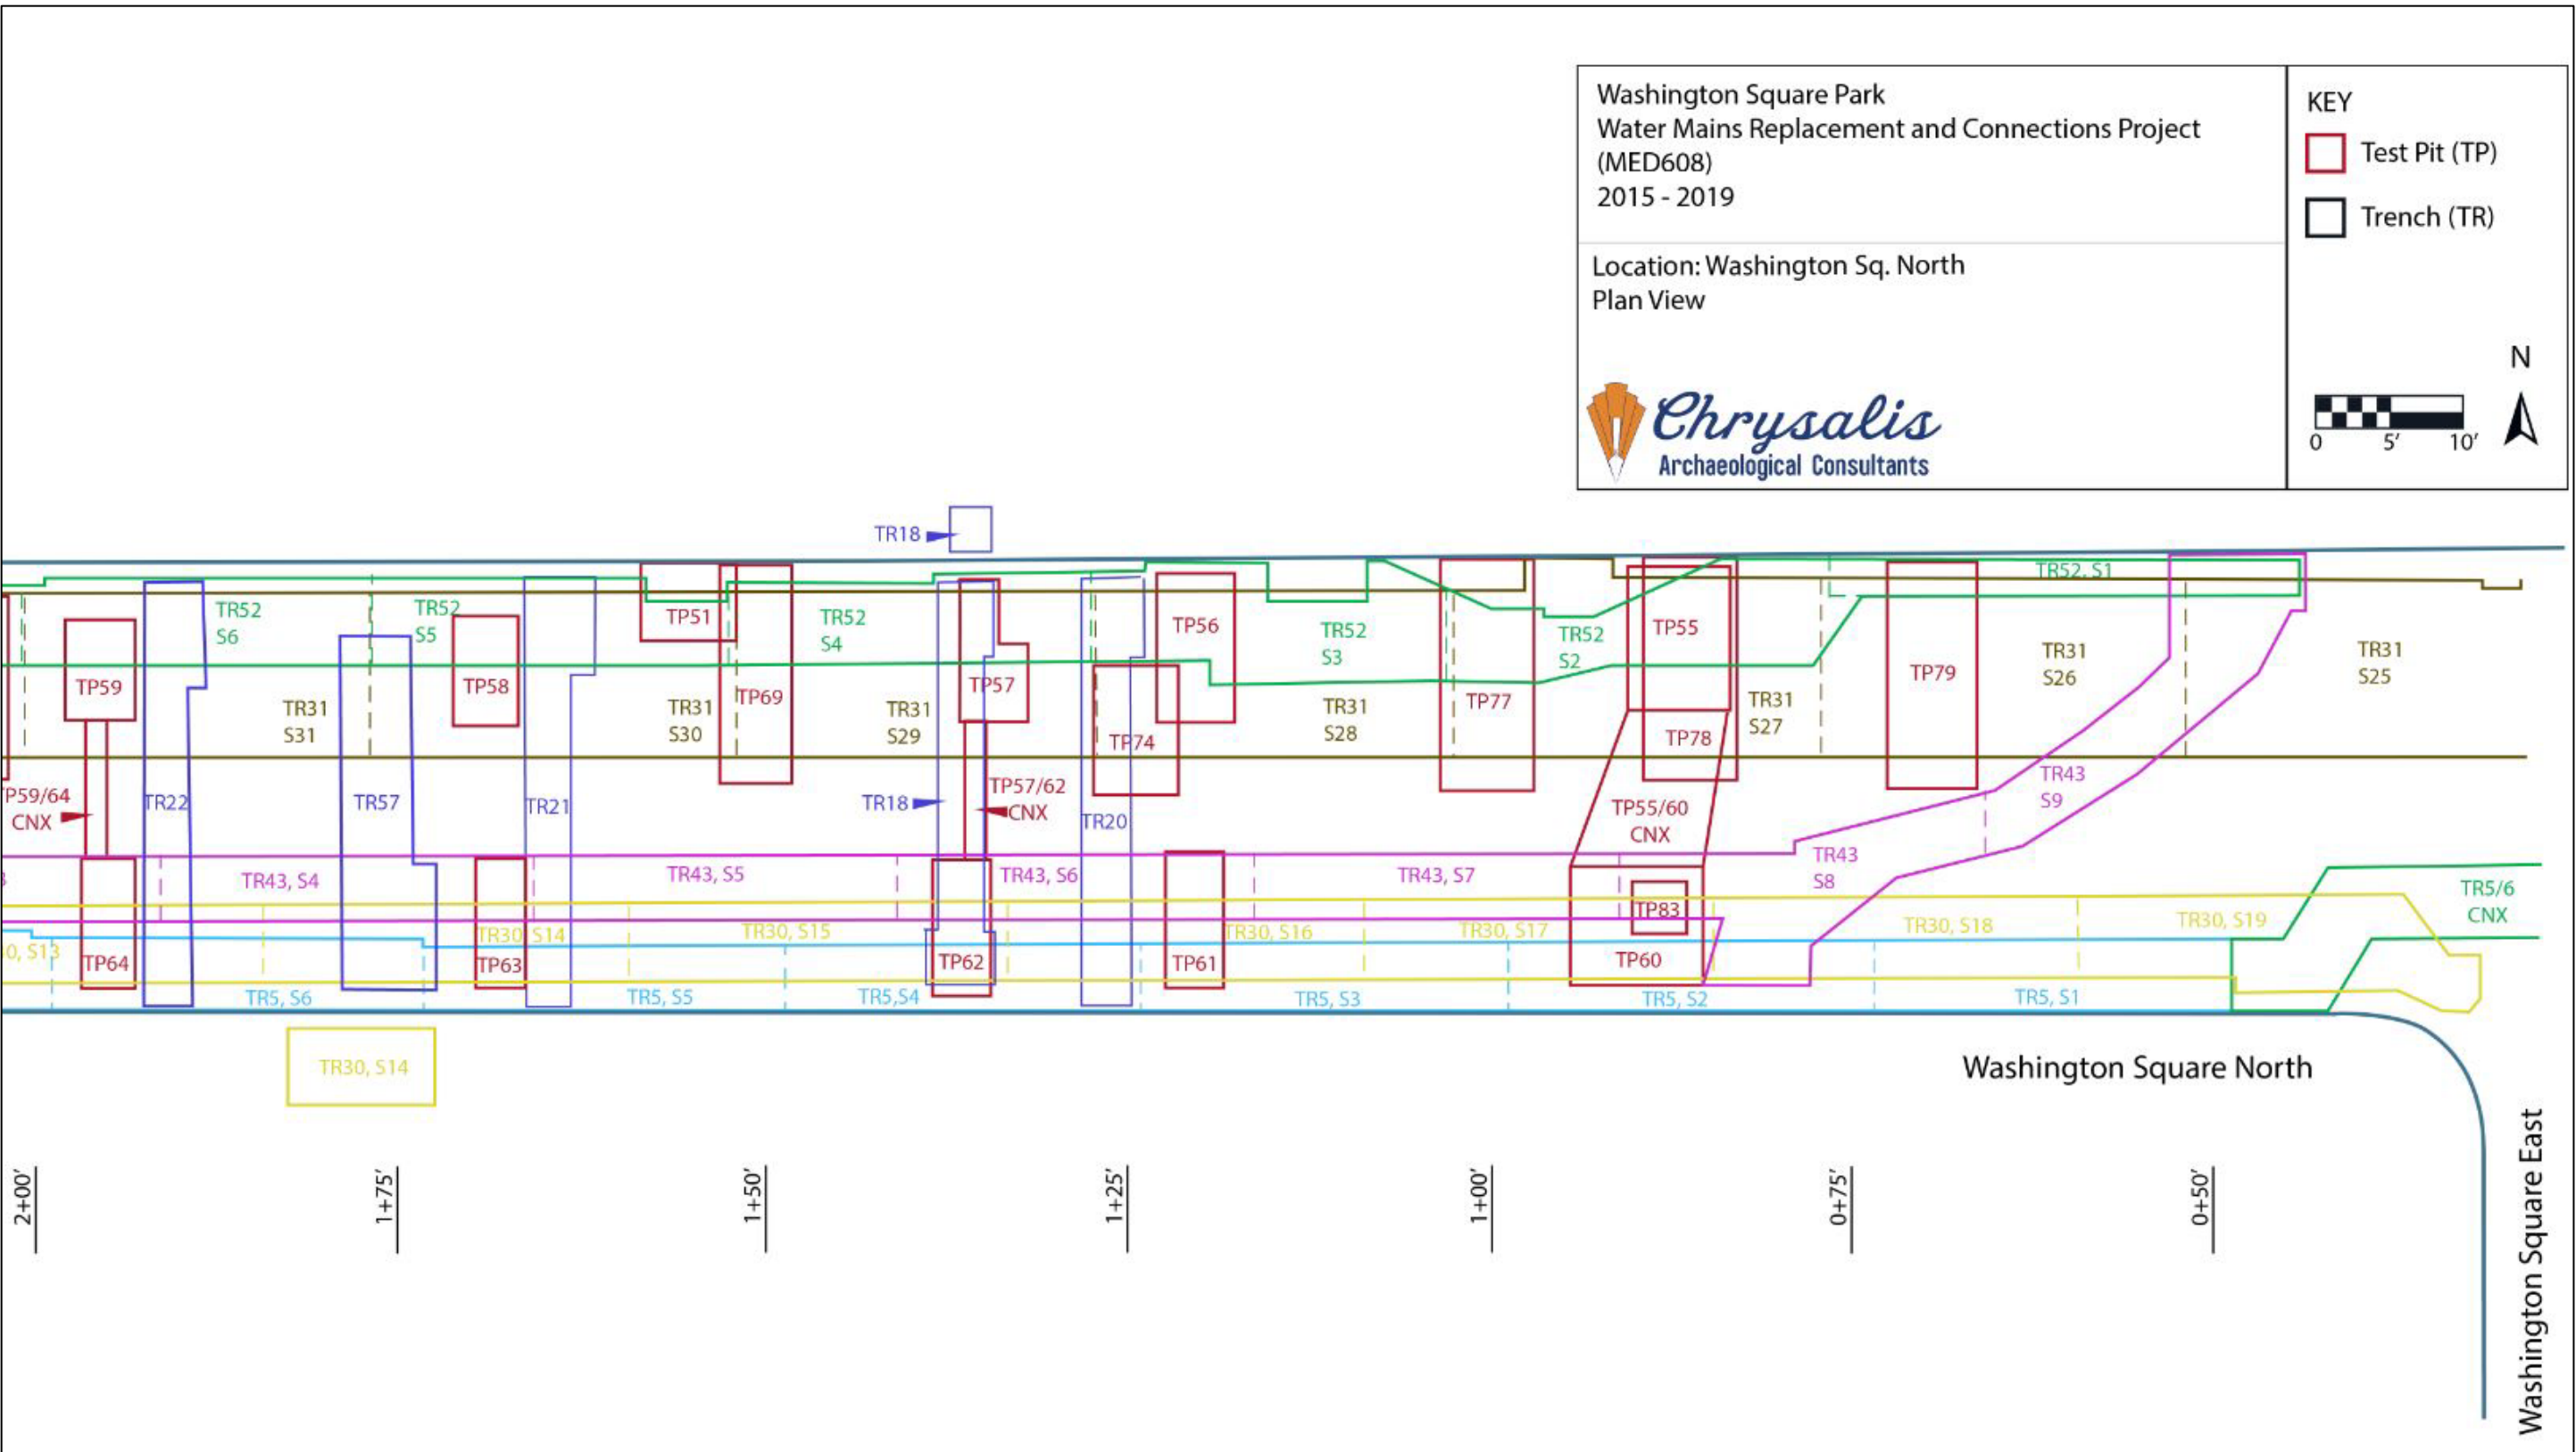 Washington Square Park
Water Mains Replacement and Connections Project
(MED608)
2015 - 2019
Location: Washington Sq. North
Plan View
Chrysalis
Archaeological Consultants
KEY
Test Pit (TP)
Trench (TR)
N
0 5' 10'
TR18
TR52, S1
TR52
S6
TR52
S5
TP51
TR52
S4
TP56
TR52
S3
TR52
S2
TP55
TR31
S26
TR31
S25
TP59
TP58
TP69
TP57
TP77
TP79
TR31
S31
TR31
S30
TR31
S29
TP74
TR31
S28
TP78
TR31
S27
P59/64
CNX
TR22
TR57
TR21
TR18
TP57/62
CNX
TR20
TP55/60
CNX
TR43
S9
TR43, S4
TR43, S5
TR43, S6
TR43, S7
TR43
S8
TR5/6
CNX
TP83
0, S13
TR30, S14
TR30, S15
TR30, S16
TR30, S17
TR30, S18
TR30, S19
TP64
TP63
TP62
TP61
TP60
TR5, S6
TR5, S5
TR5,S4
TR5, S3
TR5, S2
TR5, S1
TR30, S14
Washington Square North
Washington Square East
2+00'
1+75'
1+50'
1+25'
1+00'
0+75'
0+50'